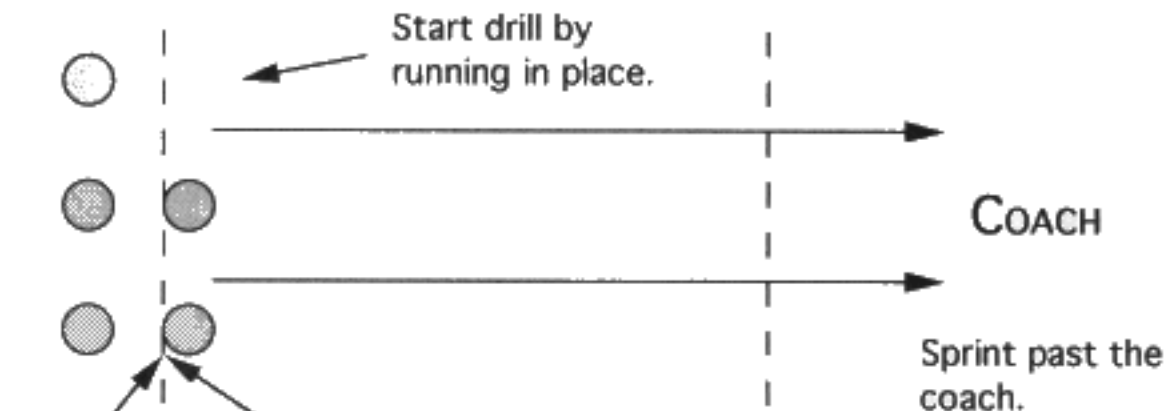 Start drill by
running in place.
COACH
Sprint past the
coach.